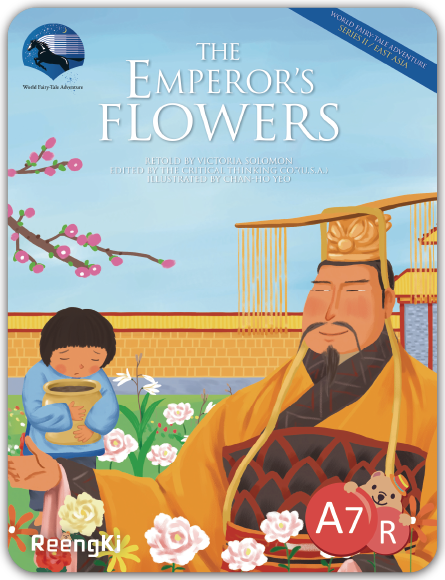 World Fairy-Tale Adventure
WORLD FAIRY-TALE ADVENTURE
SERIES II / EAST ASIA
THE
EMPEROR'S
FLOWERS
RETOLD BY VICTORIA SOLOMON
EDITED BY THE CRITICAL THINKING CO.(U.S.A.)
ILLUSTRATED BY CHAN-HO YEO
A7
R
ReengKi